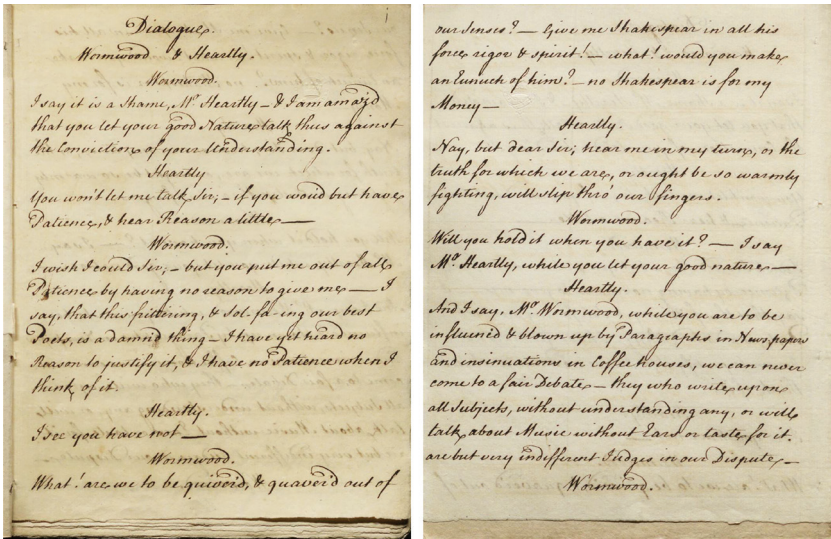 Dialogue.
Wormwood & Heartly.
Wormwood.
I say it is a shame, Mr Heartly – & I am amaz'd
that you let your good Nature talk thus against
the Conviction of your Understanding.
Heartly
You won't let me talk Sir; – if you wou'd but have
Patience, & hear Reason a little —
Wormwood.
I wish I could Sir; – but you put me out of all
Patience by having no reason to give me — I
say, that this frittering, & Sol-fa-ing our best
Poets, is a damn'd thing – I have yet heard no
Reason to justify it, & I have no Patience when I
think of it.
Heartly.
I see you have not —
Wormwood.
What! are we to be quiver'd, & quaver'd out of
our Senses? — Give me Shakespear in all his
force rigor & spirit! – what! would you make
an Eunuch of him? – no Shakespear is for my
Money –
Heartly.
Nay, but dear Sir; hear me in my turn, or the
truth for which we are, or ought be so warmly
fighting, will slip thro' our fingers.
Wormwood.
Will you hold it when you have it? — I say
Mr Heartly, while you let your good nature —
Heartly.
And I say, Mr Wormwood, while you are to be
influenc'd & blown up by Paragraphs in Newspapers
and insinuations in Coffee houses, we can never
come to a fair Debate – they who write upon
all Subjects, without understanding any, or will
talk about Music without Ears or taste for it.
are but very indifferent Judges in our Dispute –
Wormwood.